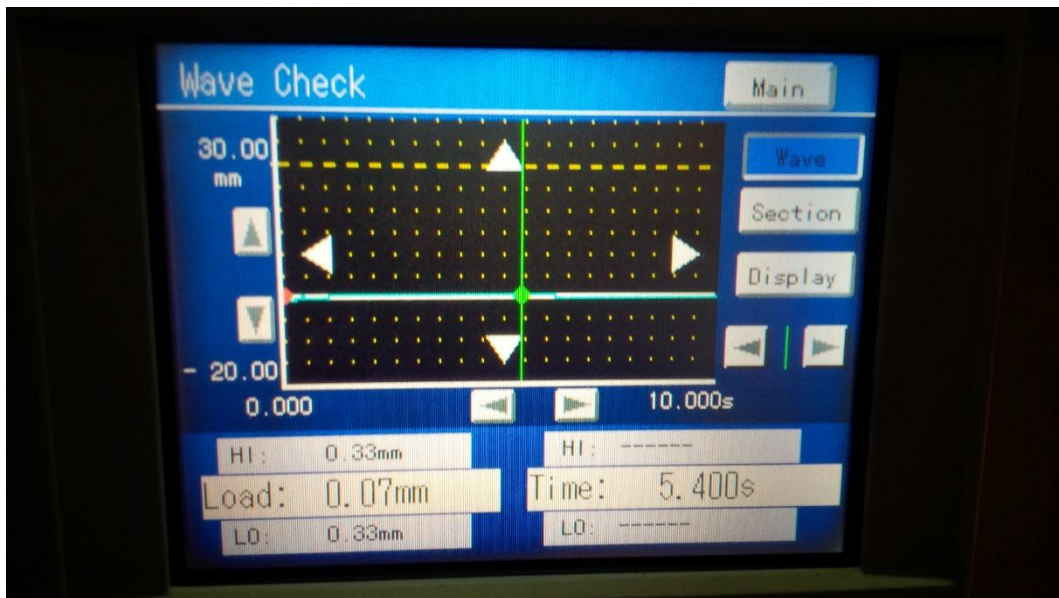 Wave Check
Main
30.00
mm
Wave
Section
Display
- 20.00
0.000
10.000s
HI: 0.33mm
HI: ------
Load: 0.07mm
Time: 5.400s
LO: 0.33mm
LO: ------